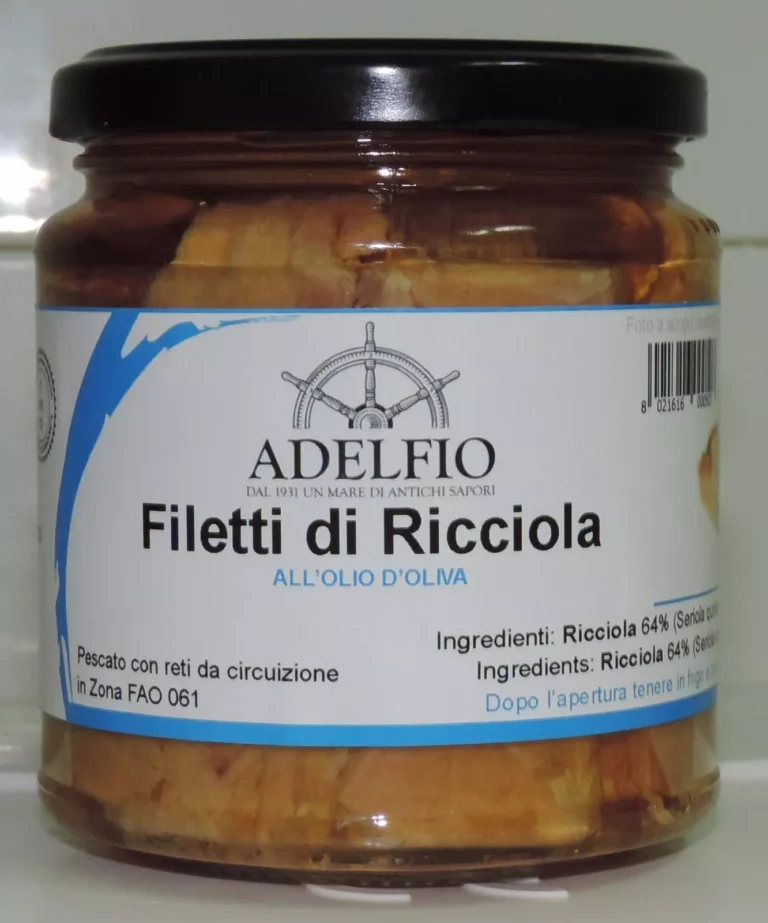 Foto a scopo
8 021616
ADELFIO
DAL 1931 UN MARE DI ANTICHI SAPORI
Filetti di Ricciola
ALL'OLIO D'OLIVA
Ingredienti: Ricciola 64% (Seriola
Ingredients: Ricciola 64% (Seriola
Dopo l'apertura tenere in frigo e
Pescato con reti da circuizione
in Zona FAO 061